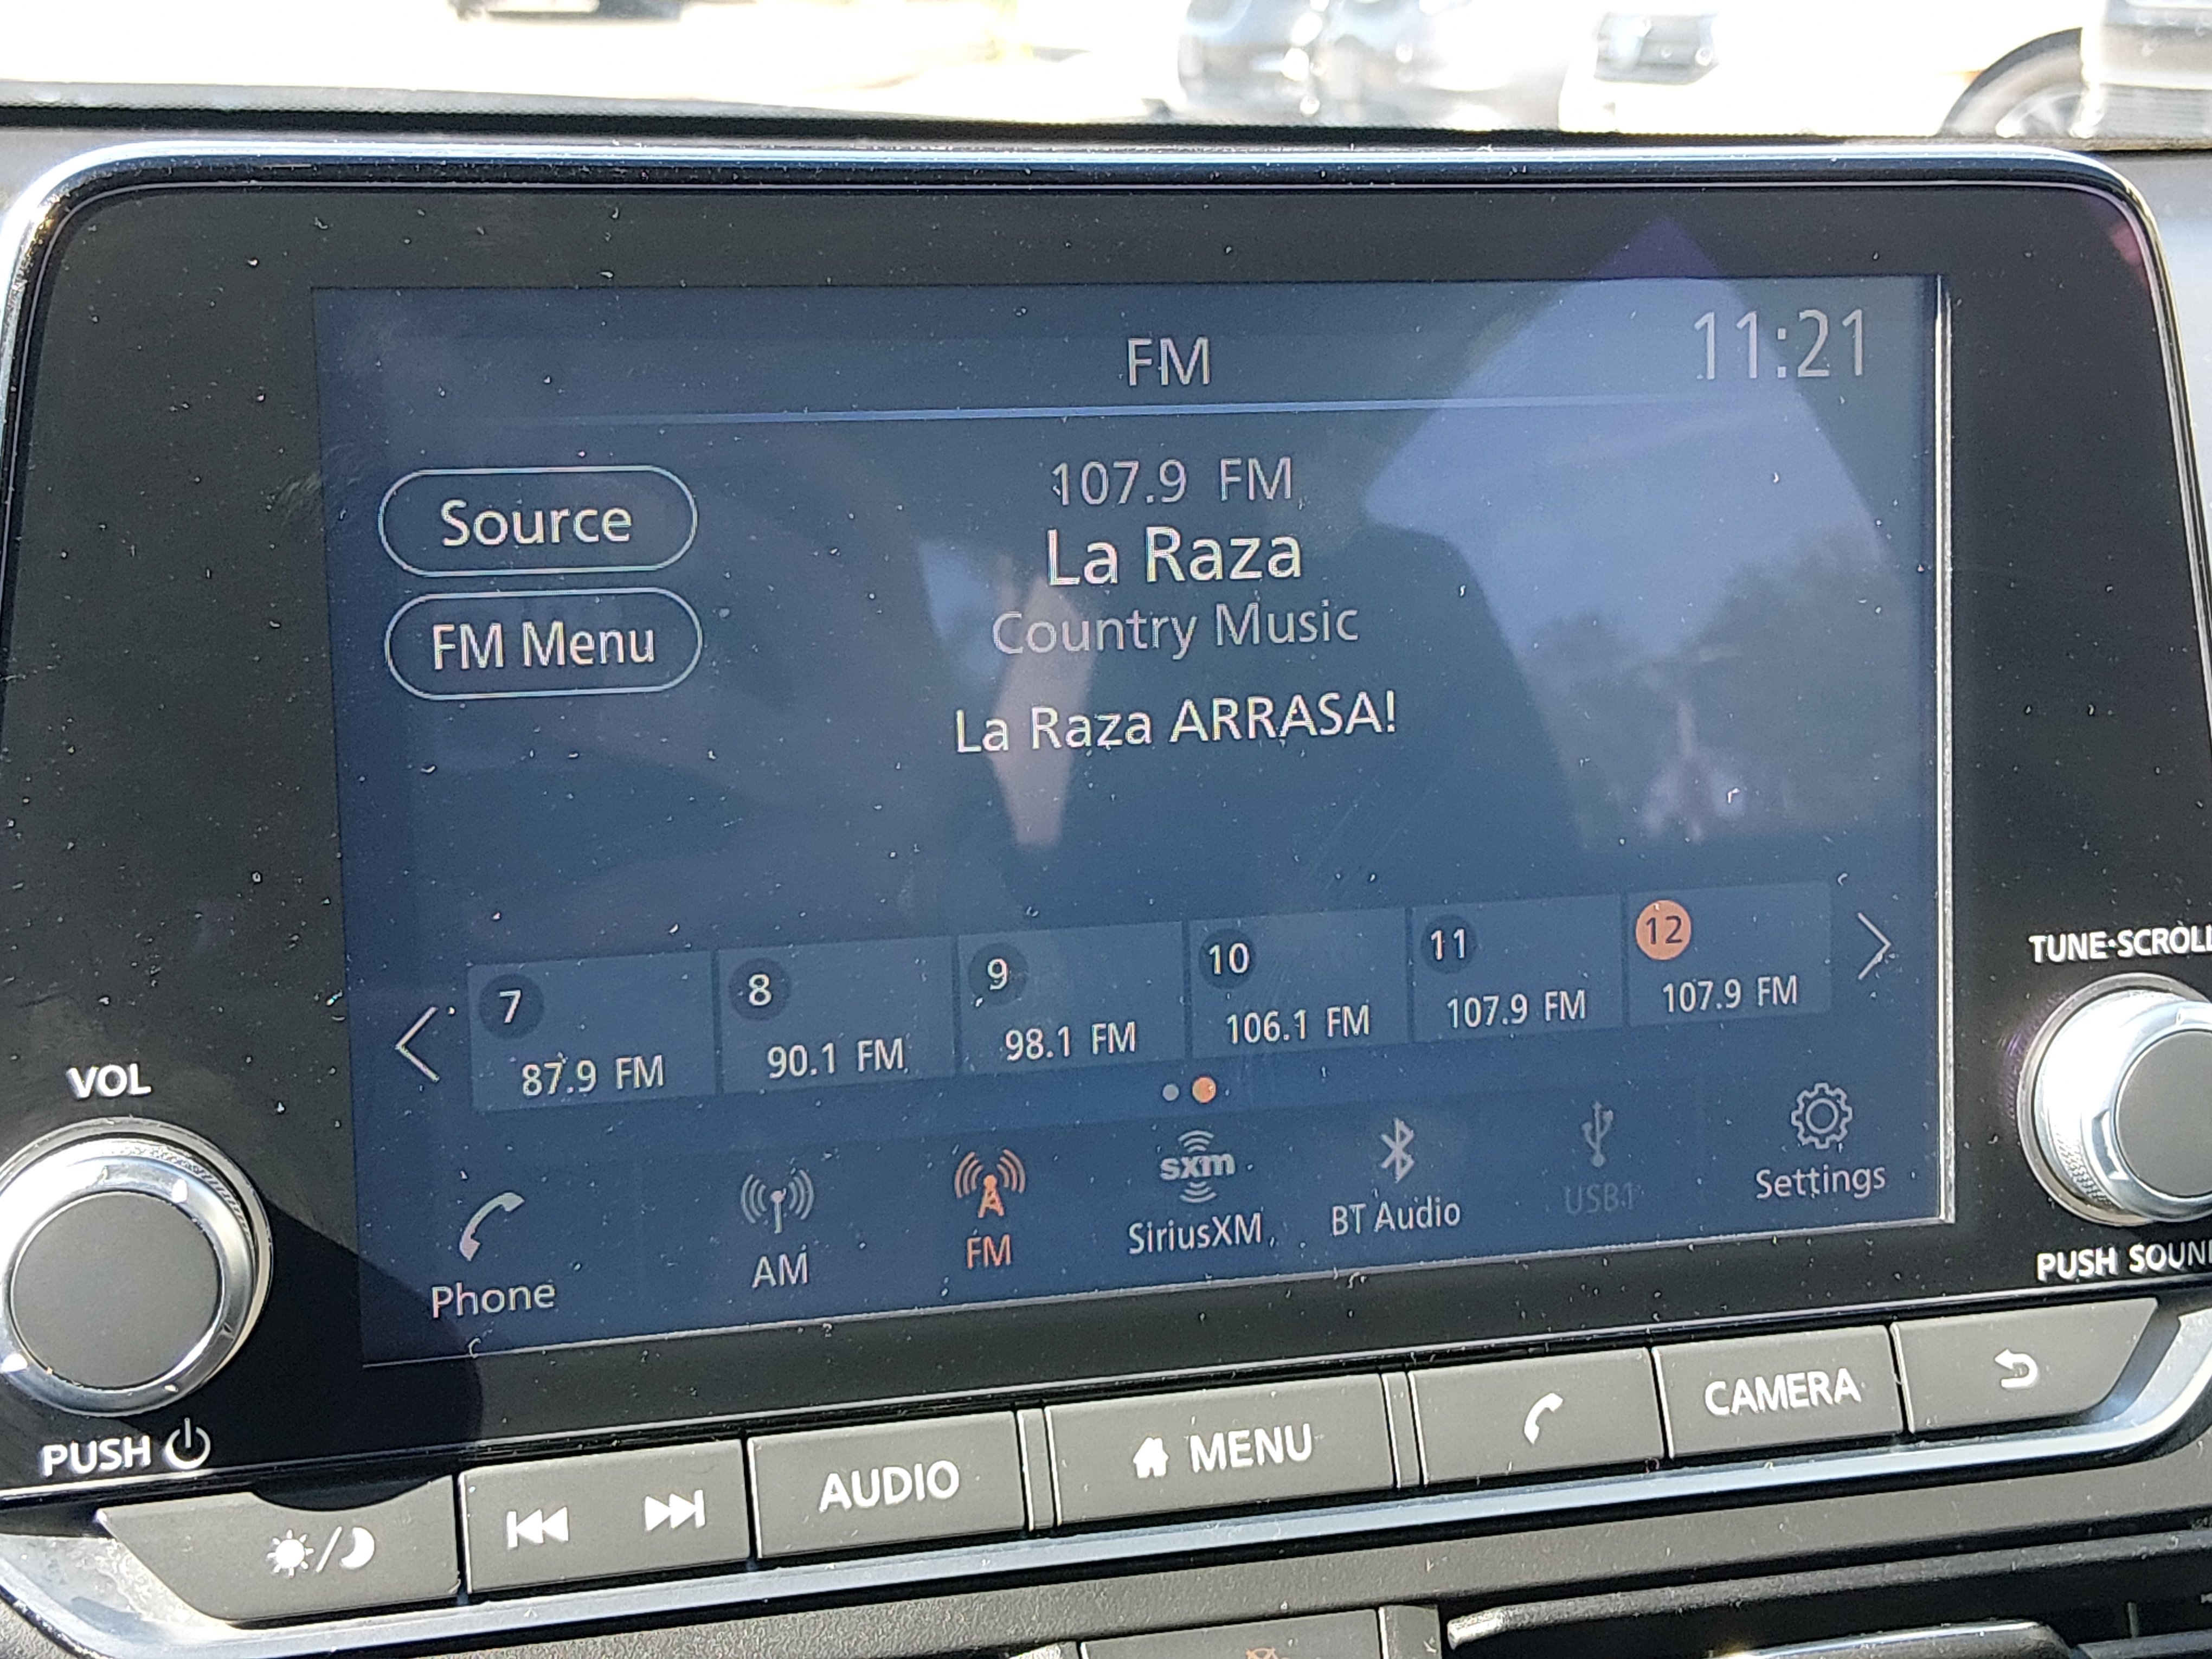 FM
11:21
107.9 FM
La Raza
Country Music
La Raza ARRASA!
Source
FM Menu
7
87.9 FM
8
90.1 FM
9
98.1 FM
10
106.1 FM
11
107.9 FM
12
107.9 FM
Phone
AM
FM
sxm
SiriusXM
BT Audio
USB1
Settings
VOL
PUSH
TUNE·SCROLL
PUSH SOUN
AUDIO
MENU
CAMERA